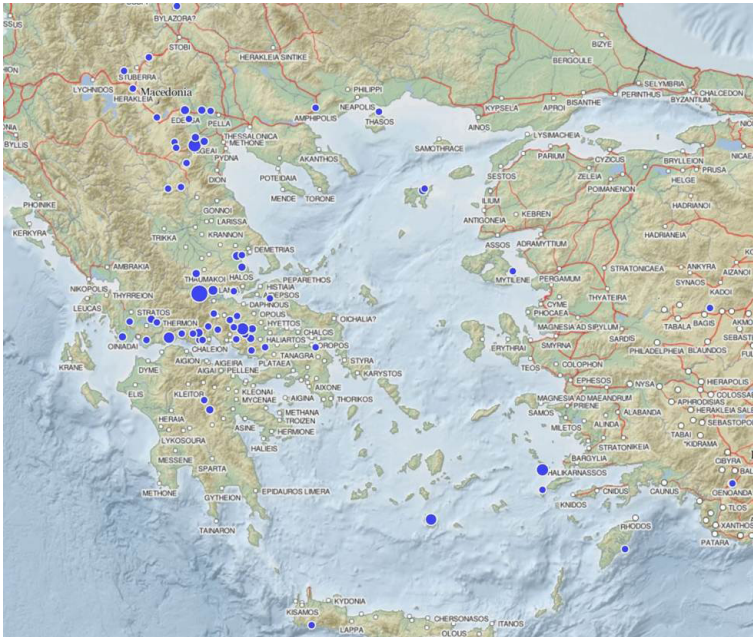 BYLAZORA?
STOBI
BIZYE
BERGOULE
HERAKLEIA SINTIKE
SELYMBRIA
PERINTHUS
CHALCEDON
BYZANTIUM
STUBERRA
LYCHNIDOS
Macedonia
HERAKLEIA
PHILIPPI
NEAPOLIS
KYPSELA
APROI
BISANTHE
AMPHIPOLIS
THASOS
AINOS
PELLA
THESSALONICA
METHONE
LYSIMACHEIA
SAMOTHRACE
PARIUM
CYZICUS
BRYLLEION
PRUSA
PYDNA
AKANTHOS
SESTOS
ZELEIA
HELGE
POIMANENON
DION
POTEIDAIA
MENDE
TORONE
ILIUM
HADRIANOI
PHOINIKE
GONNOI
LARISSA
ANTIGONEIA
KEBREN
KERKYRA
TRIKKA
KRANNON
HADRIANEIA
ASSOS
ADRAMYTTIUM
DEMETRIAS
STRATONICEA
ANKYRA
AIZANOI
AMBRAKIA
THAUMAKOI
HALOS
PEPARETHOS
MYTILENE
PERGAMUM
SYNAOS
KADOI
NIKOPOLIS
THYRREION
HISTIAIA
THYATEIRA
LEUCAS
DAPHNOUS
CYME
PHOCAEA
STRATOS
OPOUS
OICHALIA?
TABALA
BAGIS
THERMON
HYETTOS
MAGNESIA AD SIPYLUM
CHALCIS
SARDIS
OINIADAI
HALIARTOS
OROPOS
ERYTHRAI
SMYRNA
PHILADELPHEIA
BLAUNDOS
CHALEION
TANAGRA
KRANE
DYME
AIGION
AIGEIRA
PLATAEA
STYRA
TEOS
COLOPHON
AIGAI
PELLENE
KARYSTOS
EPHESOS
NYSA
HIERAPOLIS
ELIS
KLEITOR
KLEONAI
AIXONE
MYCENAE
AIGINA
THORIKOS
MAGNESIA AD MAEANDRUM
APHRODISIAS
PRIENE
SAMOS
ALABANDA
HERAIA
METHANA
TROIZEN
ASINE
MILETOS
ALINDA
HERMIONE
TABAI
LYKOSOURA
*KIDRAMA
HALIEIS
STRATONIKEIA
MESSENE
BARGYLIA
CIBYRA
SPARTA
HALIKARNASSOS
METHONE
GYTHEION
EPIDAUROS LIMERA
CNIDUS
CAUNUS
OENOANDA
KNIDOS
TLOS
TAINARON
RHODOS
XANTHOS
PATARA
KYDONIA
KISAMOS
LAPPA
CHERSONASOS
ITANOS
OLOUS